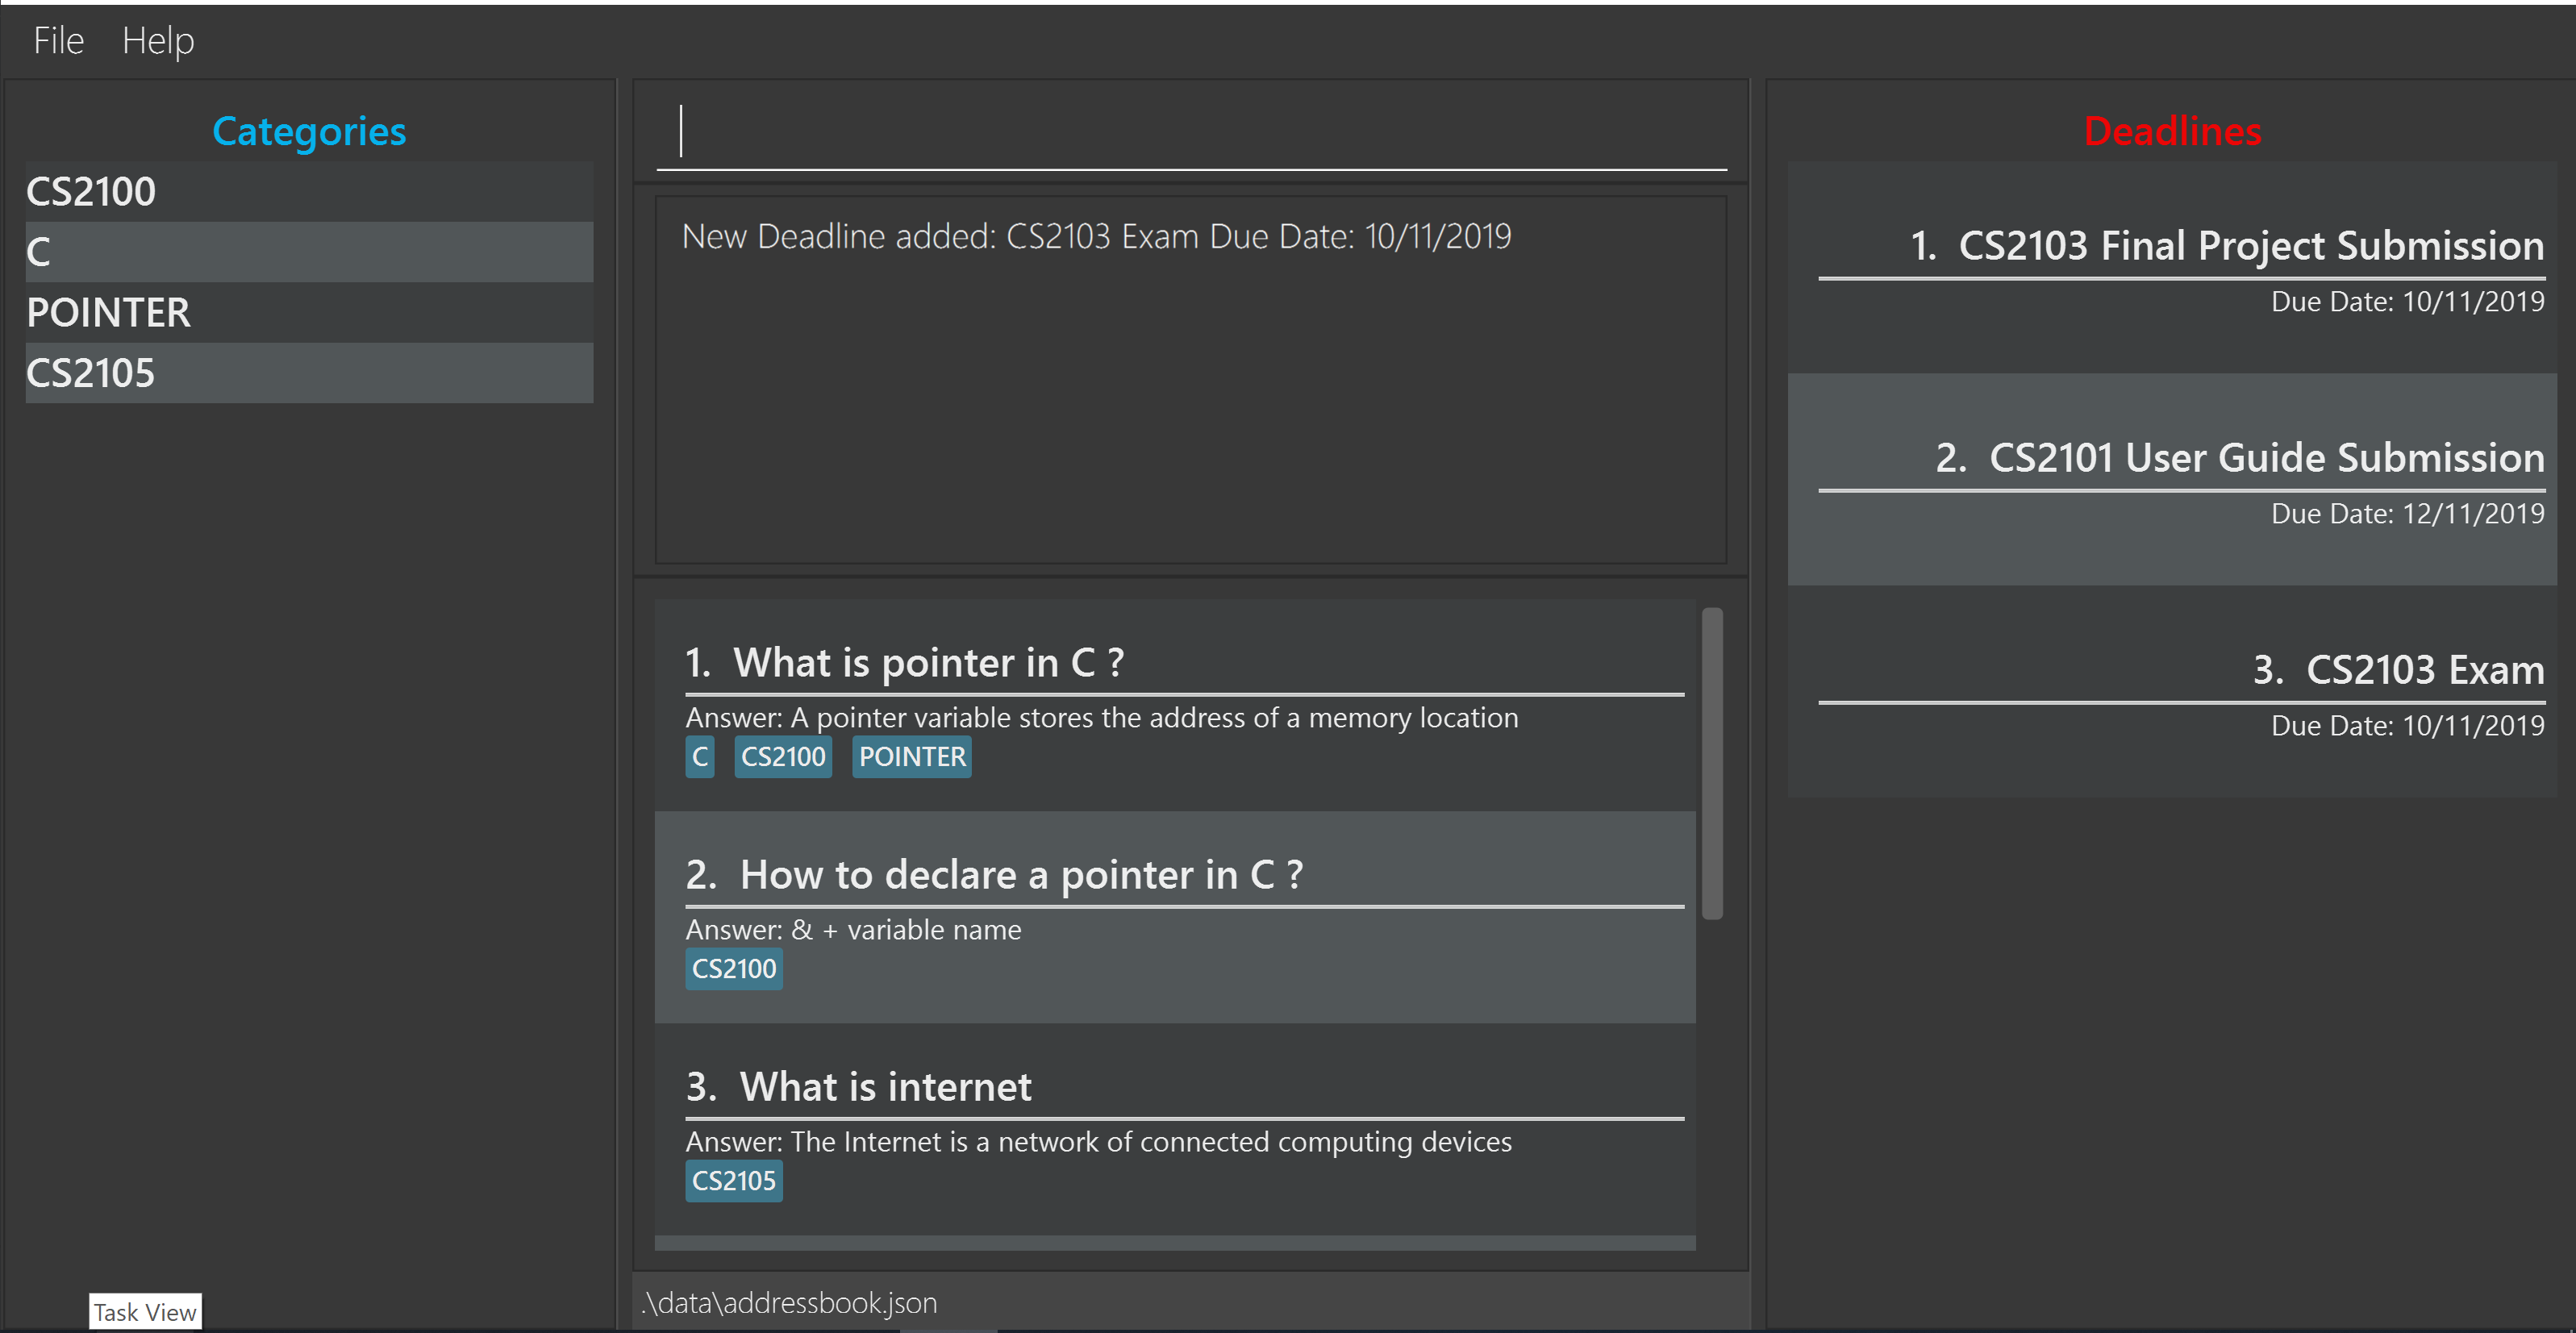 File Help
Categories
CS2100
C
POINTER
CS2105
New Deadline added: CS2103 Exam Due Date: 10/11/2019
1. What is pointer in C ?
Answer: A pointer variable stores the address of a memory location
C CS2100 POINTER
2. How to declare a pointer in C ?
Answer: & + variable name
CS2100
3. What is internet
Answer: The Internet is a network of connected computing devices
CS2105
.\data\addressbook.json
Deadlines
1. CS2103 Final Project Submission
Due Date: 10/11/2019
2. CS2101 User Guide Submission
Due Date: 12/11/2019
3. CS2103 Exam
Due Date: 10/11/2019
Task View